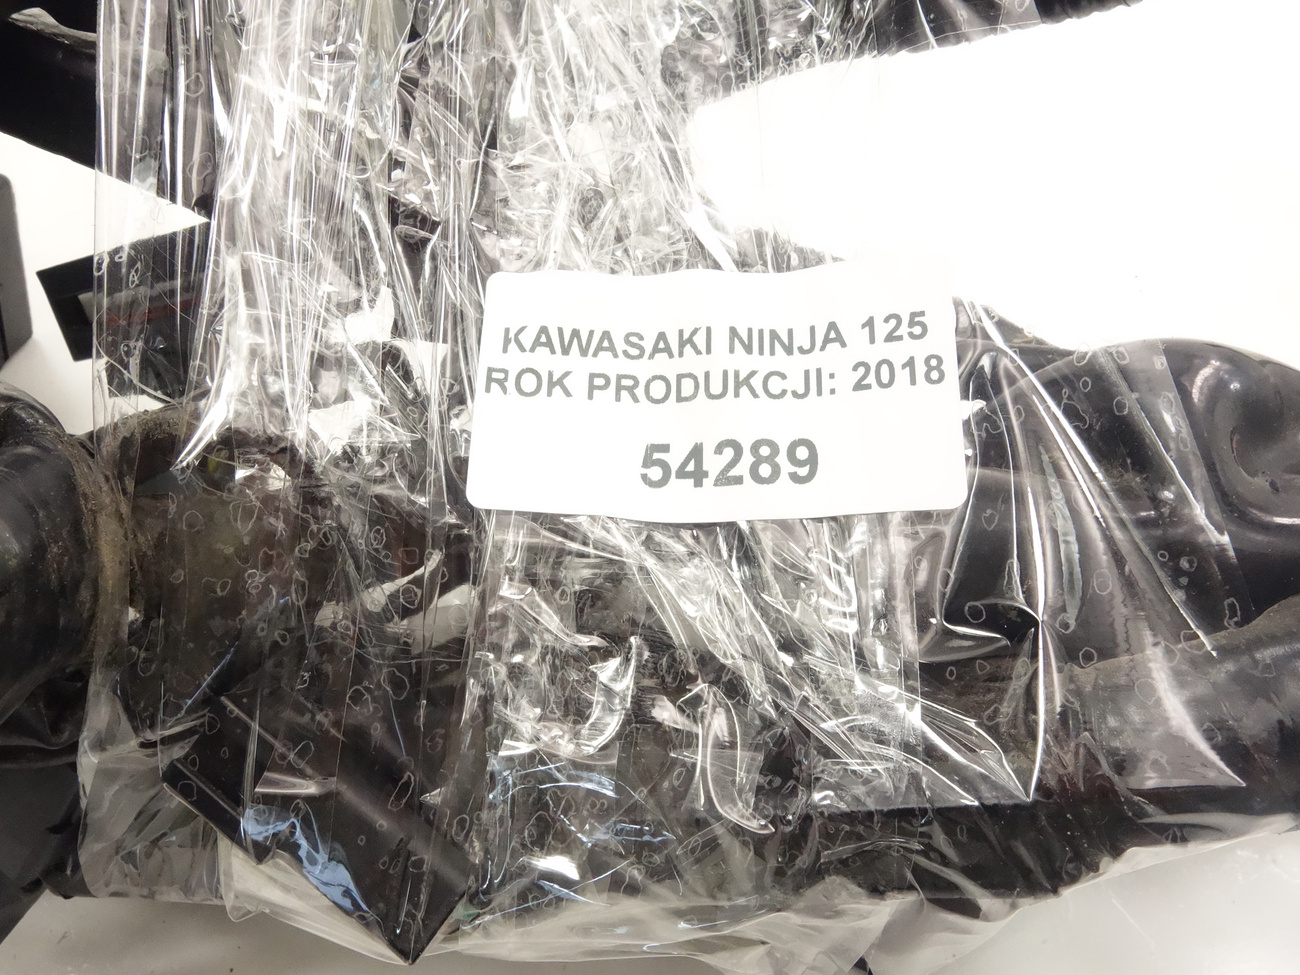 KAWASAKI NINJA 125
ROK PRODUKCJI: 2018
54289